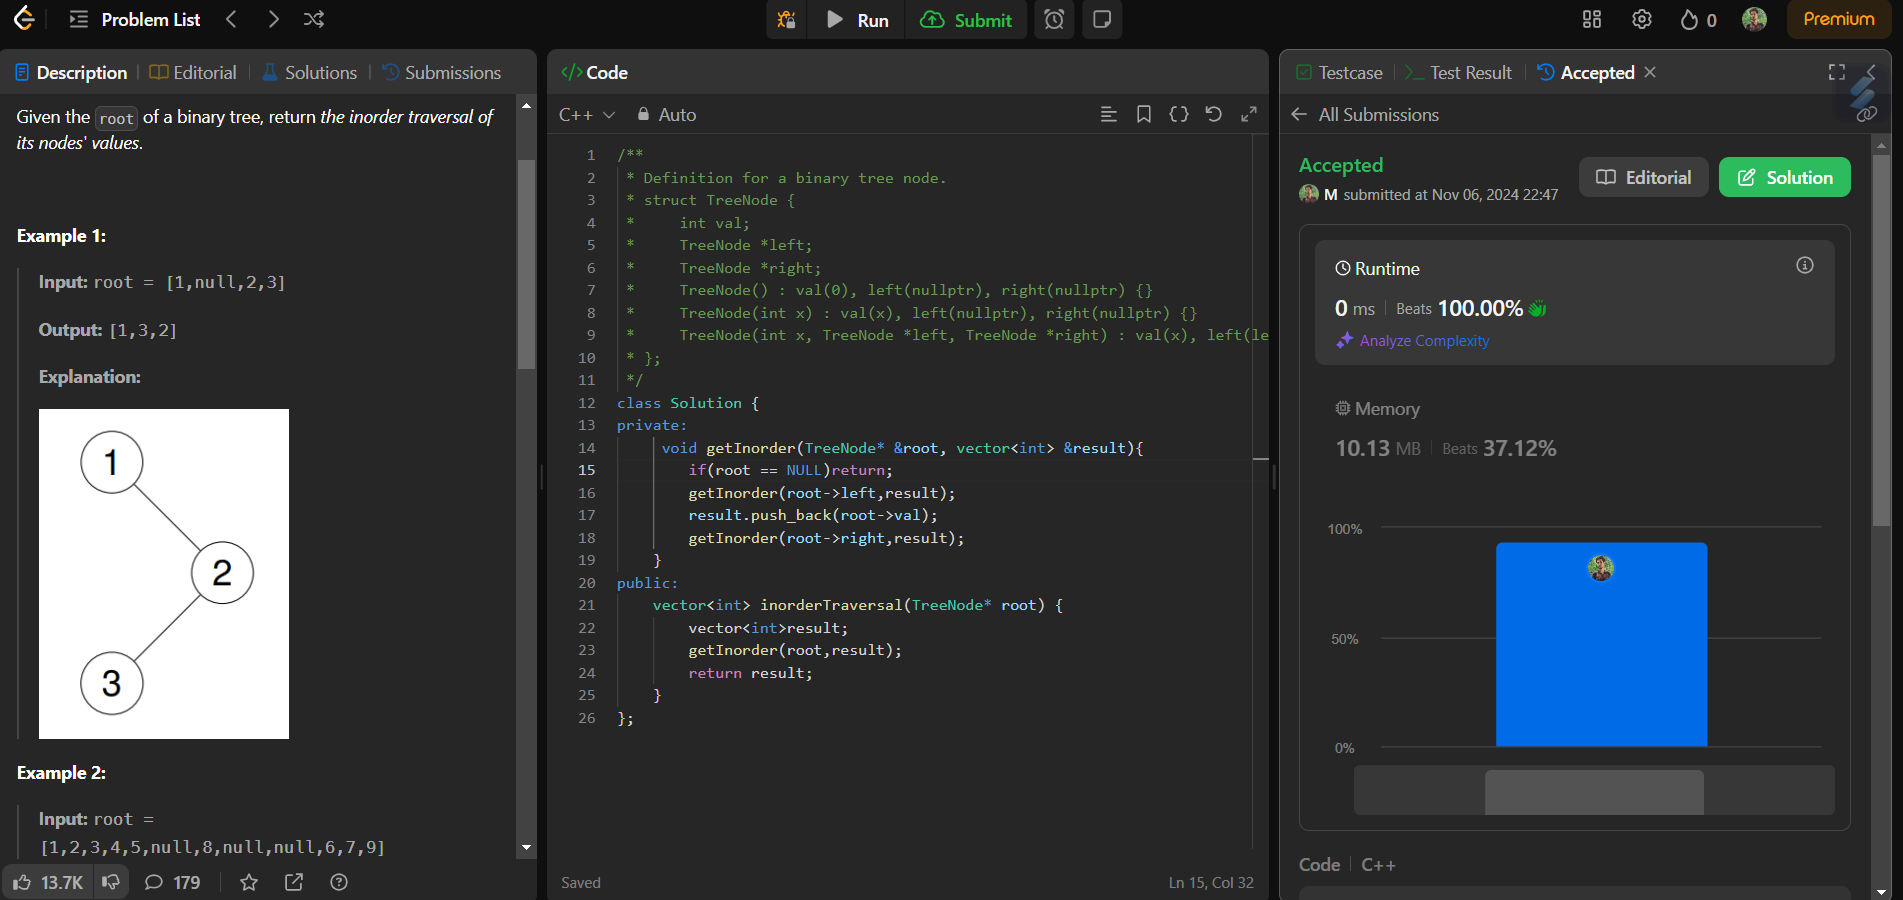 Problem List
Run
Submit
0
Premium
Description
Editorial
Solutions
Submissions
Given the root of a binary tree, return the inorder traversal of
its nodes' values.
Example 1:
Input: root = [1,null,2,3]
Output: [1,3,2]
Explanation:
1
2
3
Example 2:
Input: root =
[1,2,3,4,5,null,8,null,null,6,7,9]
13.7K
179
</> Code
C++
Auto
1 /**
2  * Definition for a binary tree node.
3  * struct TreeNode {
4  *     int val;
5  *     TreeNode *left;
6  *     TreeNode *right;
7  *     TreeNode() : val(0), left(nullptr), right(nullptr) {}
8  *     TreeNode(int x) : val(x), left(nullptr), right(nullptr) {}
9  *     TreeNode(int x, TreeNode *left, TreeNode *right) : val(x), left(le
10  * };
11  */
12 class Solution {
13 private:
14      void getInorder(TreeNode* &root, vector<int> &result){
15         if(root == NULL)return;
16         getInorder(root->left,result);
17         result.push_back(root->val);
18         getInorder(root->right,result);
19     }
20 public:
21     vector<int> inorderTraversal(TreeNode* root) {
22         vector<int>result;
23         getInorder(root,result);
24         return result;
25     }
26 };
Saved
Ln 15, Col 32
Testcase
Test Result
Accepted
All Submissions
Accepted
M submitted at Nov 06, 2024 22:47
Editorial
Solution
Runtime
0 ms
Beats 100.00%
Analyze Complexity
Memory
10.13 MB
Beats 37.12%
100%
50%
0%
Code
C++